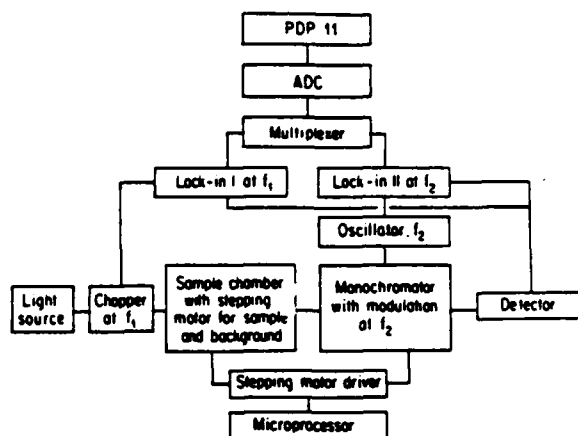 PDP 11
ADC
Multiplexer
Lock-in I at f₁
Lock-in II at f₂
Oscillator. f₂
Light
source
Chopper
at f₁
Sample chamber
with stepping
motor for sample
and background
Monochromator
with modulation
at f₂
Detector
Stepping motor driver
Microprocessor